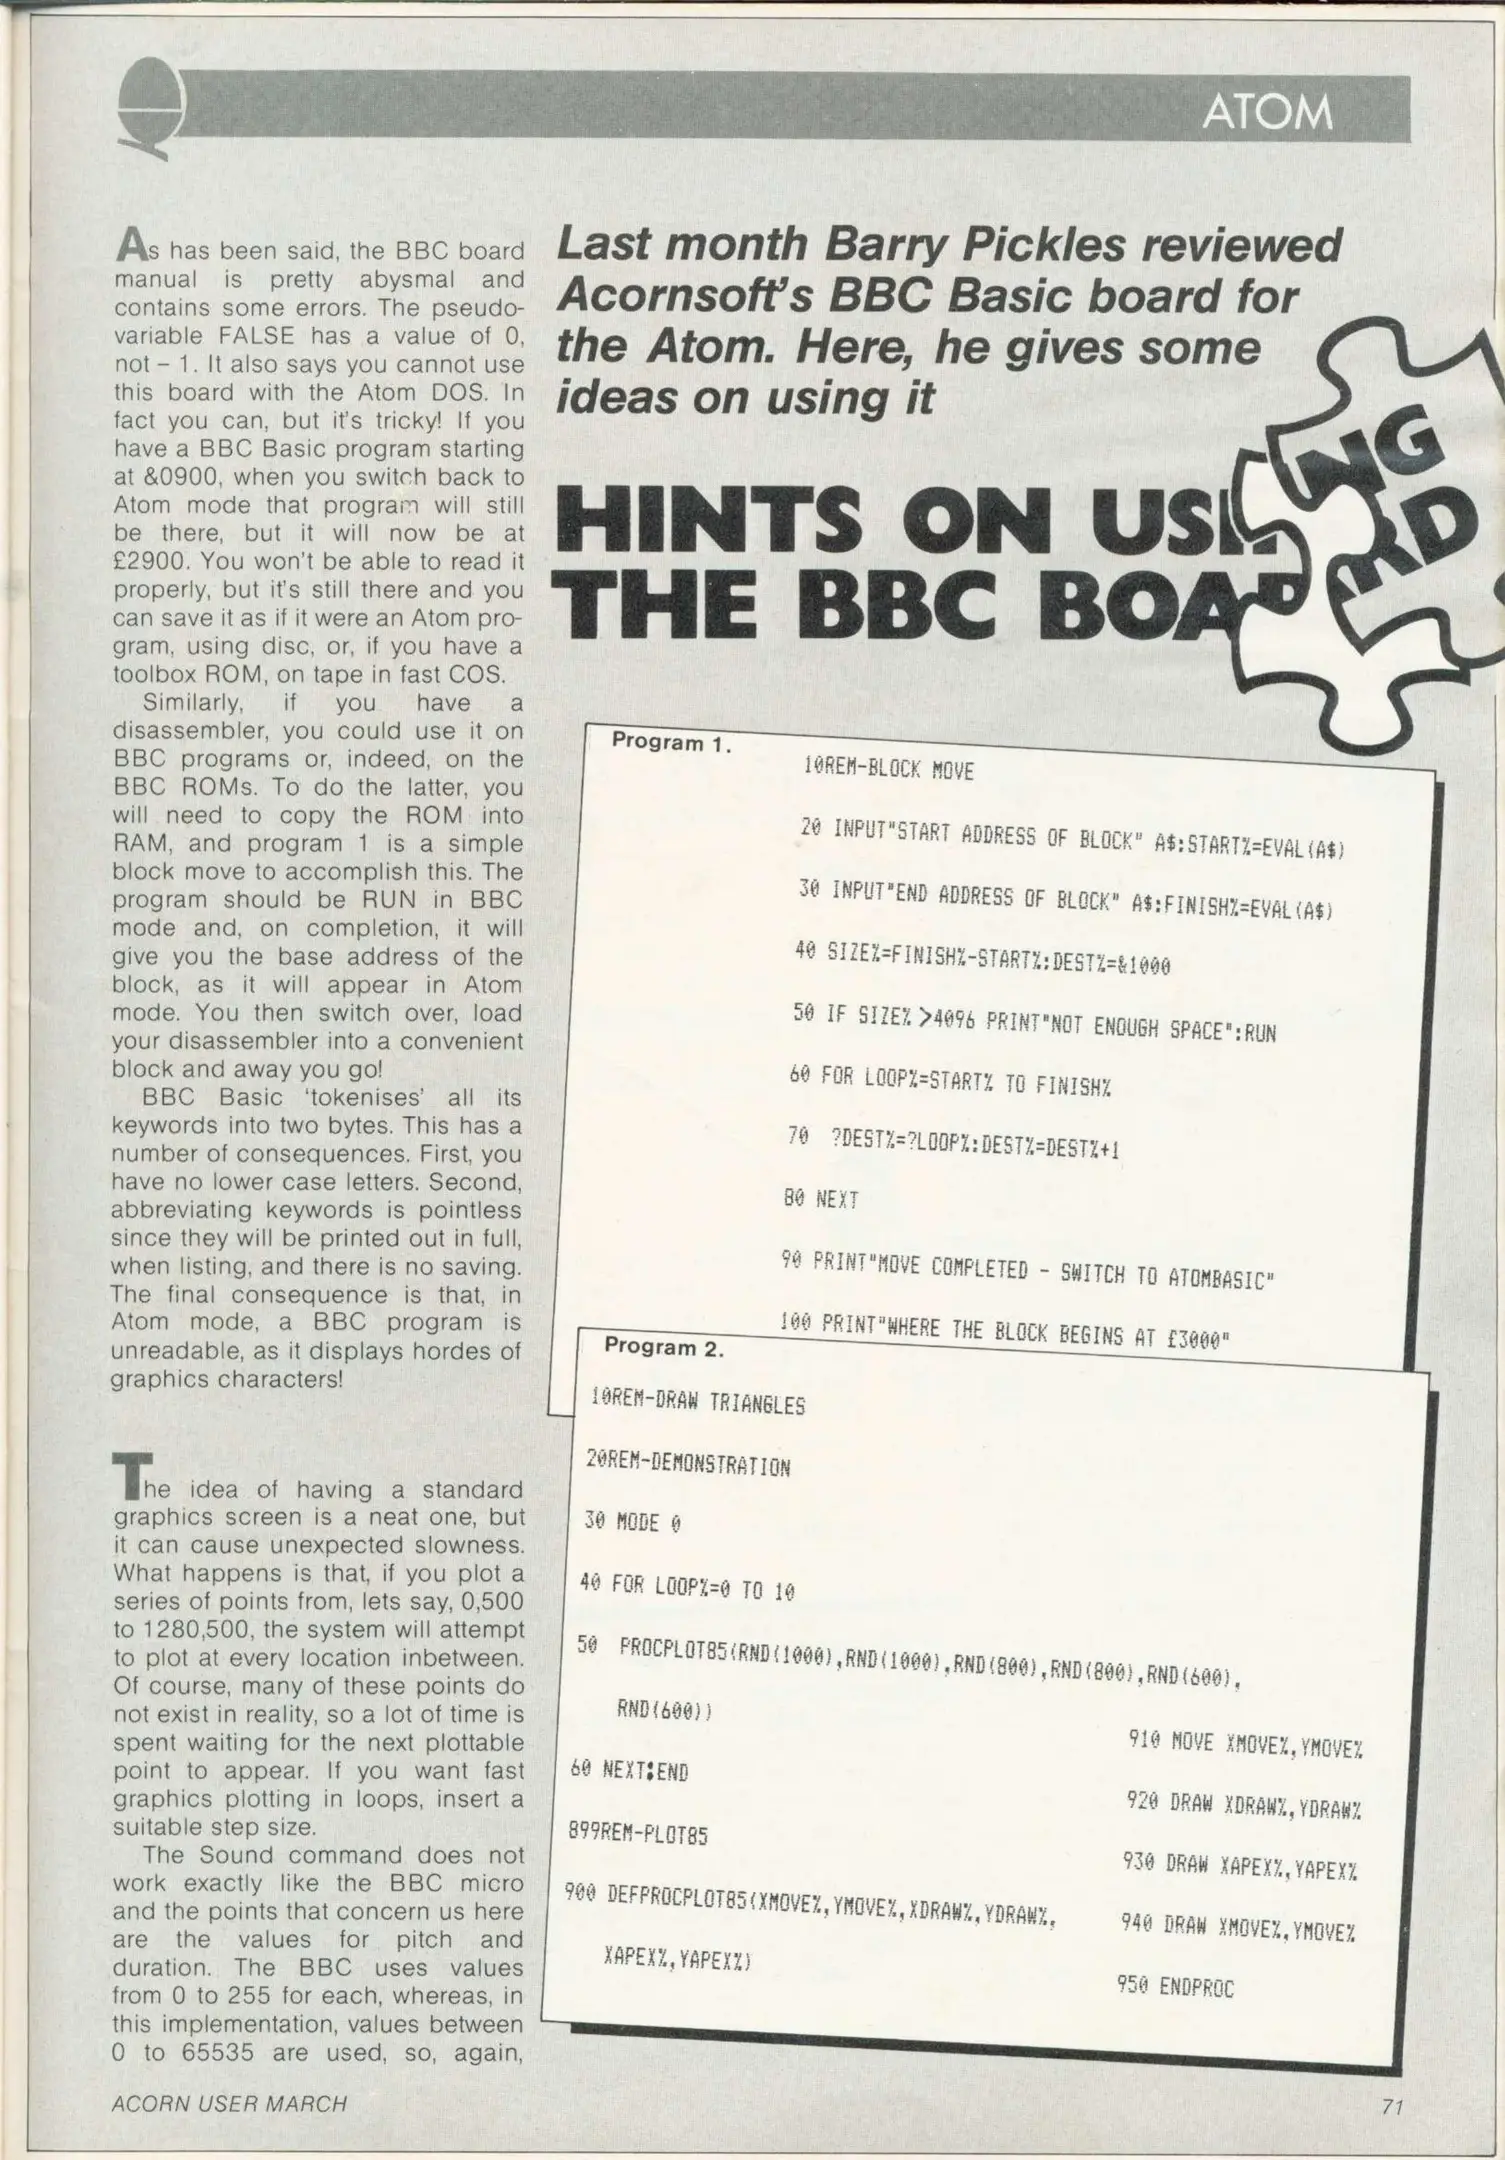 ATOM
As has been said, the BBC board
manual is pretty abysmal and
contains some errors. The pseudo-
variable FALSE has a value of 0,
not – 1. It also says you cannot use
this board with the Atom DOS. In
fact you can, but it's tricky! If you
have a BBC Basic program starting
at &0900, when you switch back to
Atom mode that program will still
be there, but it will now be at
£2900. You won't be able to read it
properly, but it's still there and you
can save it as if it were an Atom pro-
gram, using disc, or, if you have a
toolbox ROM, on tape in fast COS.
Similarly, if you have a
disassembler, you could use it on
BBC programs or, indeed, on the
BBC ROMs. To do the latter, you
will need to copy the ROM into
RAM, and program 1 is a simple
block move to accomplish this. The
program should be RUN in BBC
mode and, on completion, it will
give you the base address of the
block, as it will appear in Atom
mode. You then switch over, load
your disassembler into a convenient
block and away you go!
BBC Basic 'tokenises' all its
keywords into two bytes. This has a
number of consequences. First, you
have no lower case letters. Second,
abbreviating keywords is pointless
since they will be printed out in full,
when listing, and there is no saving.
The final consequence is that, in
Atom mode, a BBC program is
unreadable, as it displays hordes of
graphics characters!
The idea of having a standard
graphics screen is a neat one, but
it can cause unexpected slowness.
What happens is that, if you plot a
series of points from, lets say, 0,500
to 1280,500, the system will attempt
to plot at every location inbetween.
Of course, many of these points do
not exist in reality, so a lot of time is
spent waiting for the next plottable
point to appear. If you want fast
graphics plotting in loops, insert a
suitable step size.
The Sound command does not
work exactly like the BBC micro
and the points that concern us here
are the values for pitch and
duration. The BBC uses values
from 0 to 255 for each, whereas, in
this implementation, values between
0 to 65535 are used, so, again,
Last month Barry Pickles reviewed
Acornsoft's BBC Basic board for
the Atom. Here, he gives some
ideas on using it
HINTS ON USING
THE BBC BOARD
Program 1.
10REM-BLOCK MOVE
20 INPUT"START ADDRESS OF BLOCK" A$:START%=EVAL(A$)
30 INPUT"END ADDRESS OF BLOCK" A$:FINISH%=EVAL(A$)
40 SIZE%=FINISH%-START%:DEST%=&1000
50 IF SIZE% >4096 PRINT"NOT ENOUGH SPACE":RUN
60 FOR LOOP%=START% TO FINISH%
70  ?DEST%=?LOOP%:DEST%=DEST%+1
80 NEXT
90 PRINT"MOVE COMPLETED - SWITCH TO ATOMBASIC"
100 PRINT"WHERE THE BLOCK BEGINS AT £3000"
Program 2.
10REM-DRAW TRIANGLES
20REM-DEMONSTRATION
30 MODE 0
40 FOR LOOP%=0 TO 10
50  PROCPLOT85(RND(1000),RND(1000),RND(800),RND(800),RND(600),
RND(600))
60 NEXT:END
899REM-PLOT85
900 DEFPROCPLOT85(XMOVE%,YMOVE%,XDRAW%,YDRAW%,
XAPEX%,YAPEX%)
910 MOVE XMOVE%,YMOVE%
920 DRAW XDRAW%,YDRAW%
930 DRAW XAPEX%,YAPEX%
940 DRAW XMOVE%,YMOVE%
950 ENDPROC
ACORN USER MARCH
71